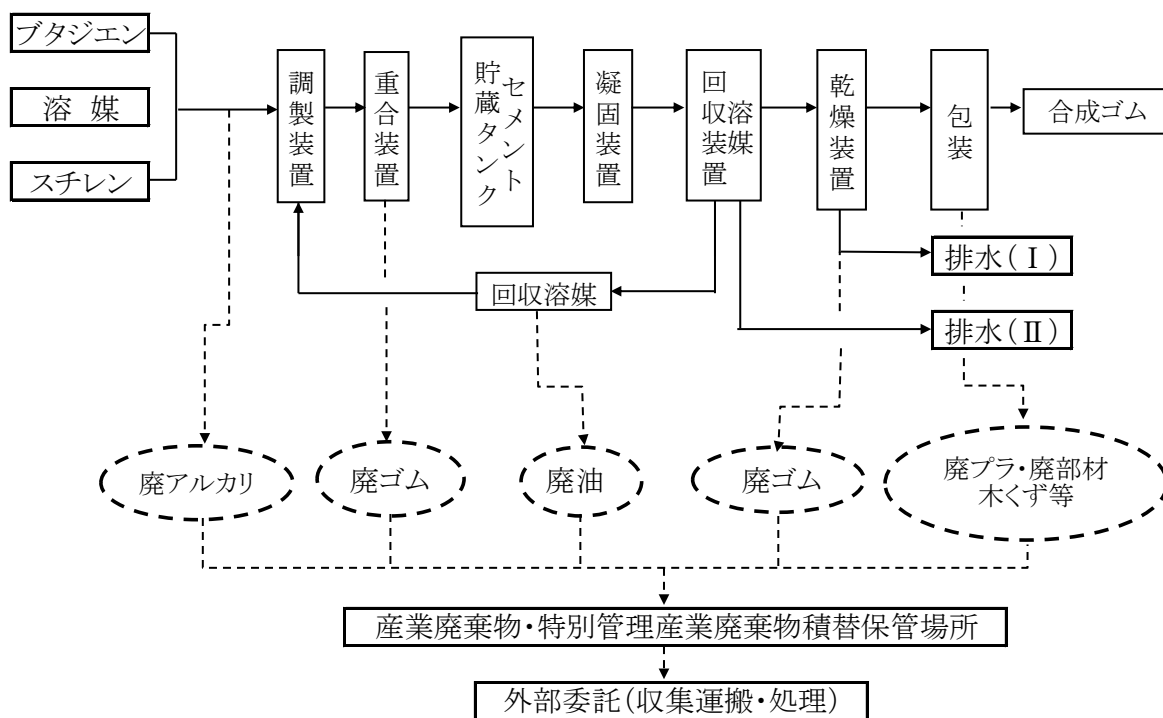 ブタジエン
溶 媒
スチレン
調製装置
重合装置
セメント
貯蔵タンク
凝固装置
溶媒
回収装置
乾燥装置
包装
合成ゴム
排水(Ⅰ)
回収溶媒
排水(Ⅱ)
廃アルカリ
廃ゴム
廃油
廃ゴム
廃プラ・廃部材
木くず等
産業廃棄物・特別管理産業廃棄物積替保管場所
外部委託(収集運搬・処理)